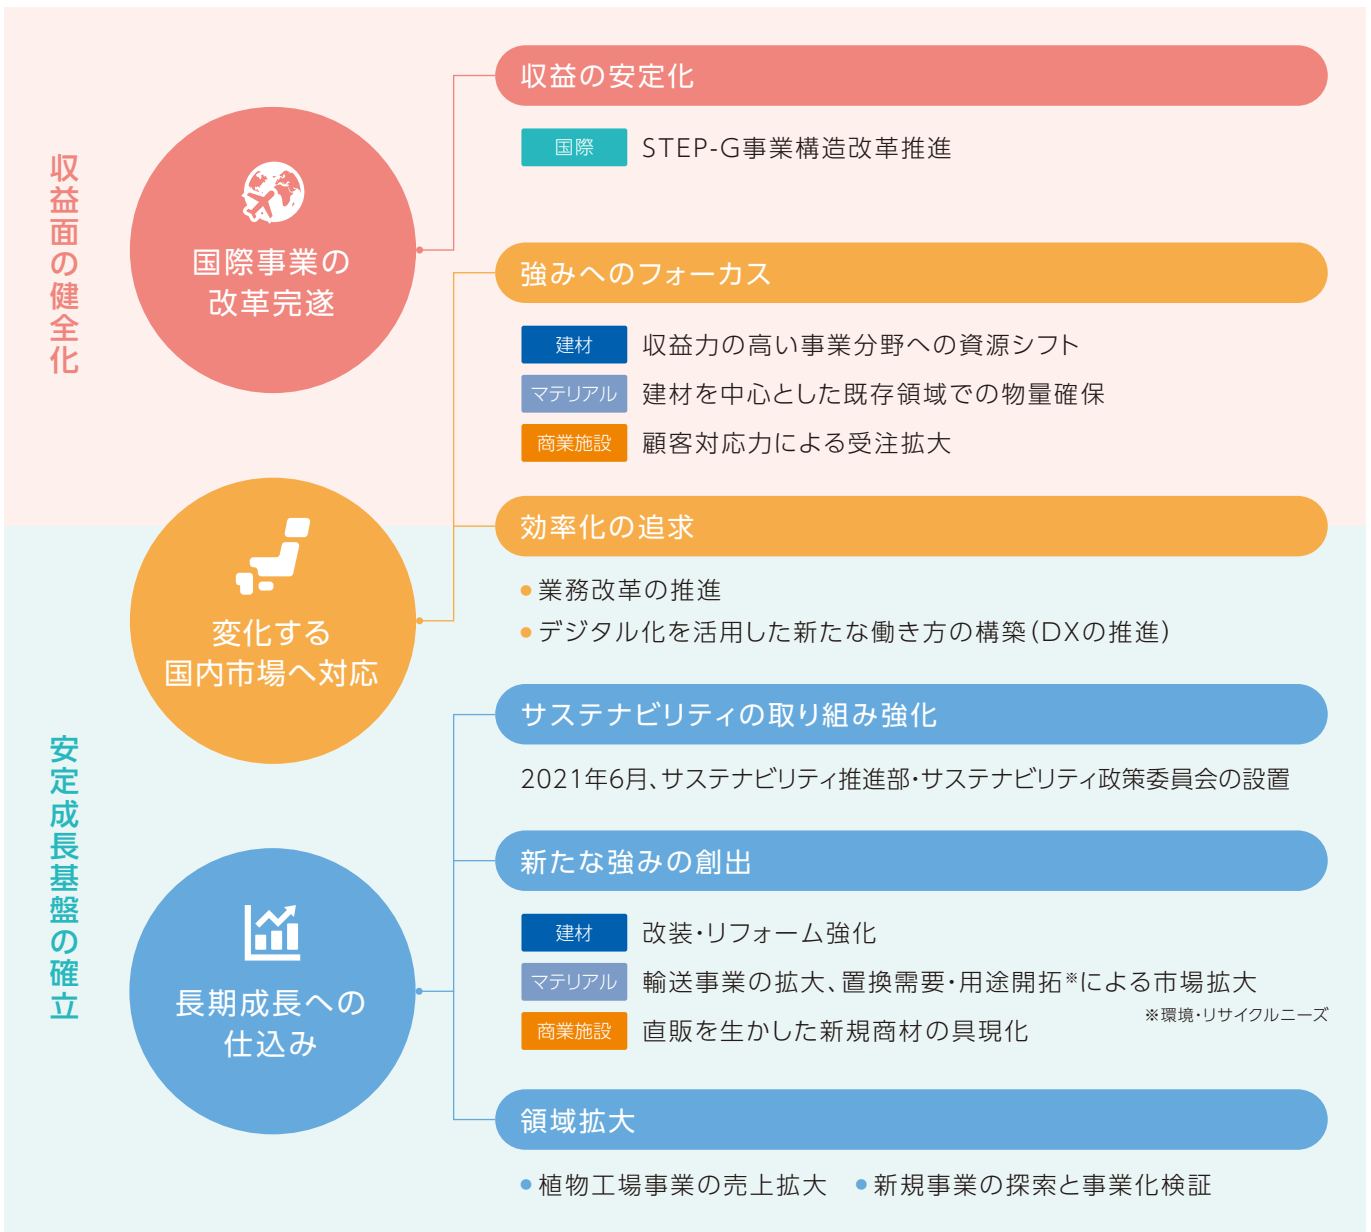 収益面の健全化
国際事業の
改革完遂
収益の安定化
国際 STEP-G事業構造改革推進
変化する
国内市場へ対応
強みへのフォーカス
建材 収益力の高い事業分野への資源シフト
マテリアル 建材を中心とした既存領域での物量確保
商業施設 顧客対応力による受注拡大
効率化の追求
●業務改革の推進
●デジタル化を活用した新たな働き方の構築（DXの推進）
安定成長基盤の確立
長期成長への
仕込み
サステナビリティの取り組み強化
2021年6月、サステナビリティ推進部・サステナビリティ政策委員会の設置
新たな強みの創出
建材 改装・リフォーム強化
マテリアル 輸送事業の拡大、置換需要・用途開拓※による市場拡大
※環境・リサイクルニーズ
商業施設 直販を生かした新規商材の具現化
領域拡大
●植物工場事業の売上拡大 ●新規事業の探索と事業化検証